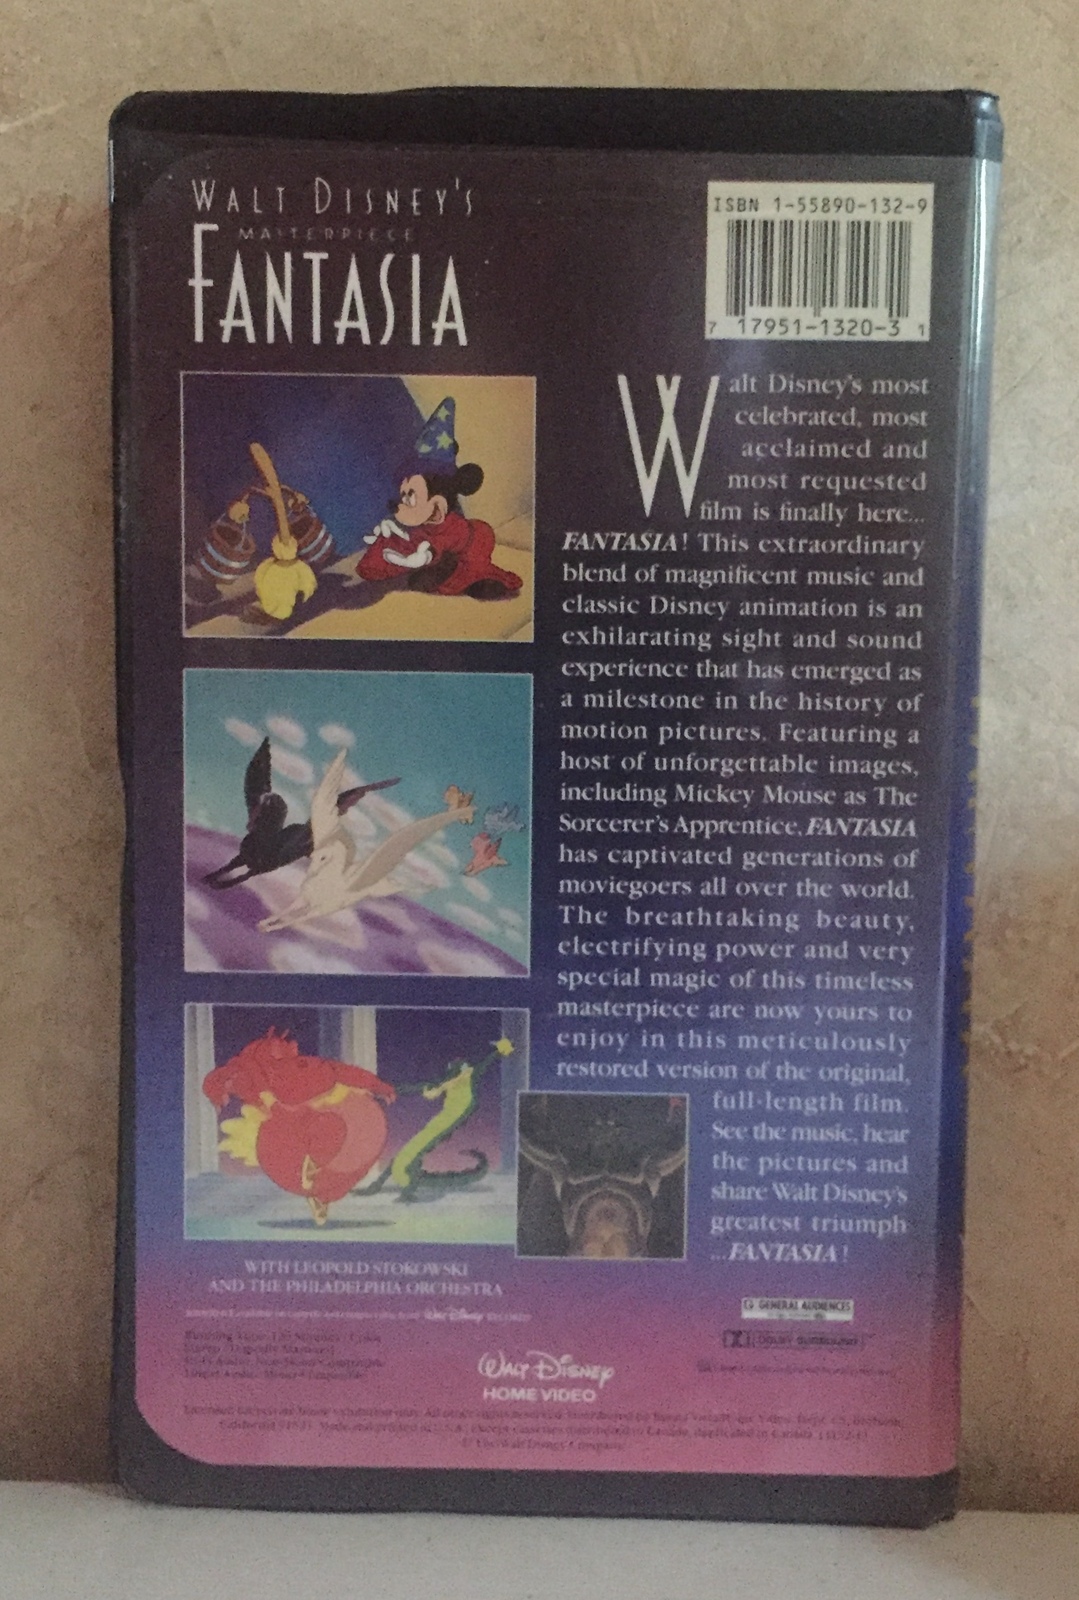 WALT DISNEY'S
MASTERPIECE
FANTASIA
ISBN 1-55890-132-9
7 17951-1320-3 1
Walt Disney's most
celebrated, most
acclaimed and
most requested
film is finally here...
FANTASIA! This extraordinary
blend of magnificent music and
classic Disney animation is an
exhilarating sight and sound
experience that has emerged as
a milestone in the history of
motion pictures. Featuring a
host of unforgettable images,
including Mickey Mouse as The
Sorcerer's Apprentice, FANTASIA
has captivated generations of
moviegoers all over the world.
The breathtaking beauty,
electrifying power and very
special magic of this timeless
masterpiece are now yours to
enjoy in this meticulously
restored version of the original,
full-length film.
See the music, hear
the pictures and
share Walt Disney's
greatest triumph
...FANTASIA!
WITH LEOPOLD STOKOWSKI
AND THE PHILADELPHIA ORCHESTRA
Walt Disney RECORDS
G GENERAL AUDIENCES
DOLBY SURROUND
WALT DISNEY
HOME VIDEO